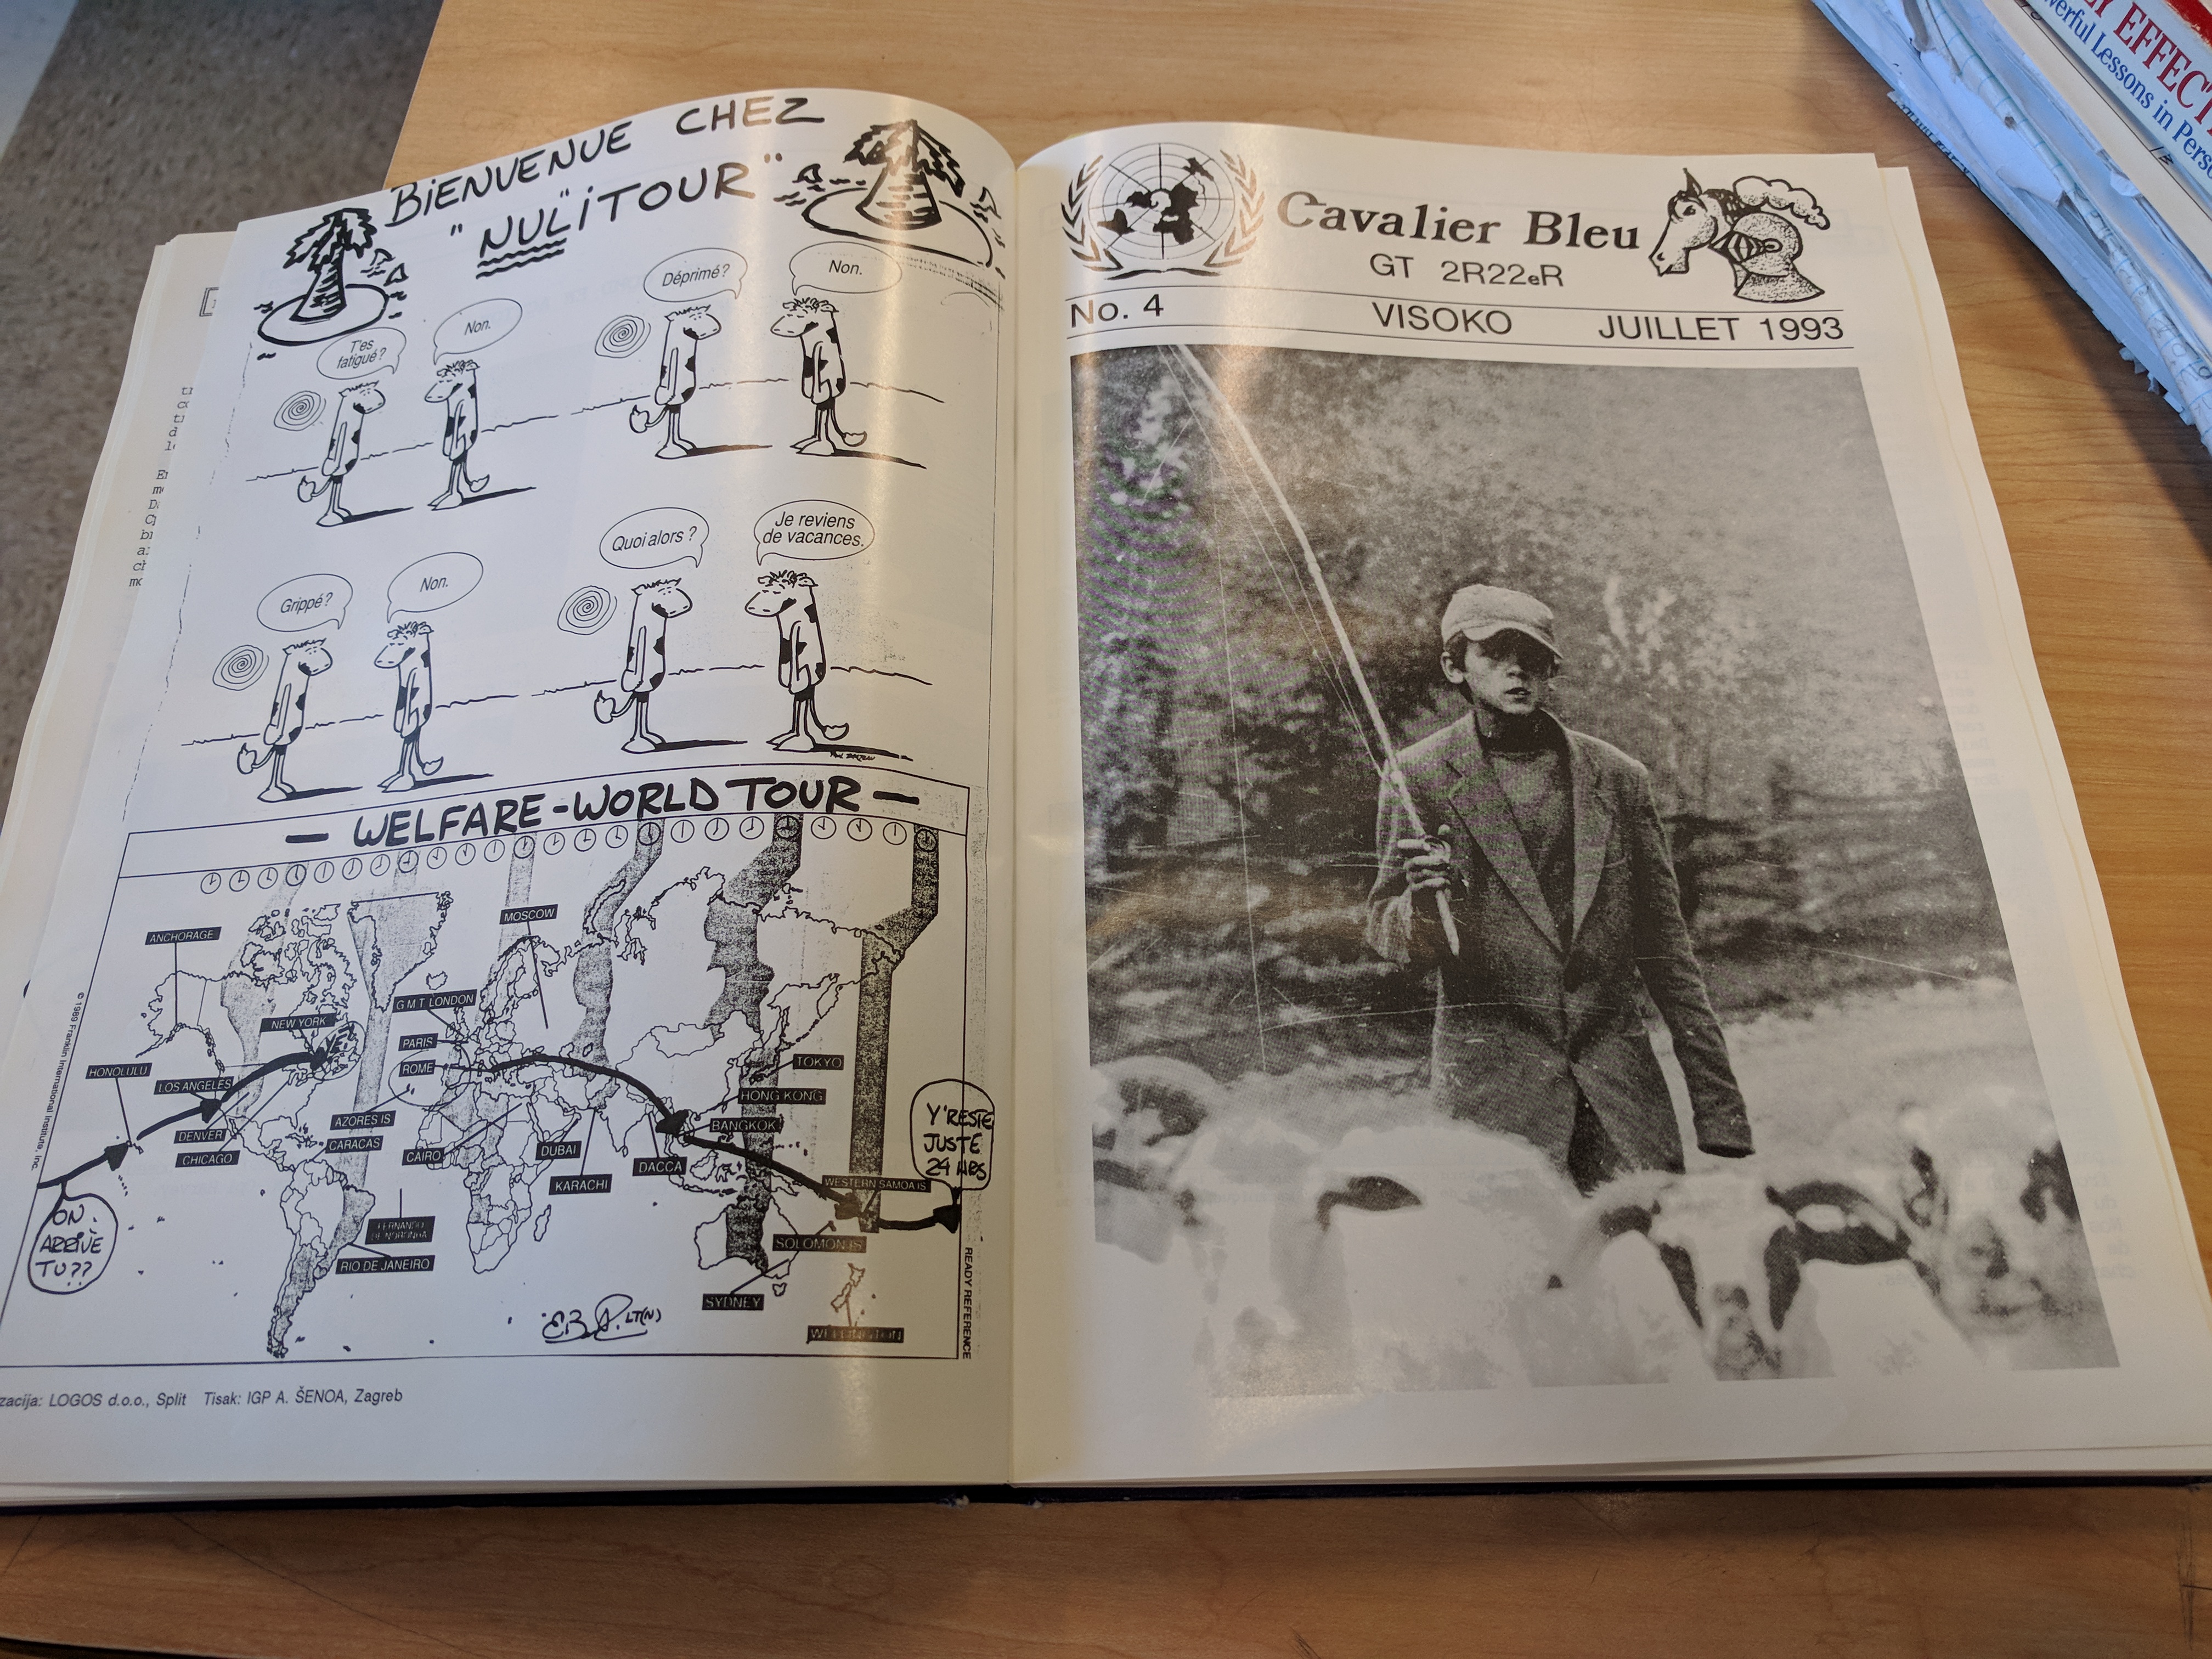 BIENVENUE CHEZ
"NUL"ITOUR"
T'es
fatigué?
Non.
Déprimé?
Non.
Grippé?
Non.
Quoi alors?
Je reviens
de vacances.
- WELFARE-WORLD TOUR -
ANCHORAGE
MOSCOW
G M T LONDON
NEW YORK
PARIS
ROME
HONOLULU
LOS ANGELES
TOKYO
HONG KONG
AZORES IS
BANGKOK
DENVER
CARACAS
CHICAGO
CAIRO
DUBAI
DACCA
KARACHI
WESTERN SAMOA IS
Y'RESTE
JUSTE
24 HRS
ON
ARRIVE
TU??
FERNANDO
DE NORONHA
RIO DE JANEIRO
SOLOMON IS
SYDNEY
WELLINGTON
LT(N)
© 1989 Franklin International Institute, Inc.
READY REFERENCE
zacija: LOGOS d.o.o., Split Tisak: IGP A. ŠENOA, Zagreb
Cavalier Bleu
GT 2R22eR
No. 4 VISOKO JUILLET 1993
EFFECT
werful Lessons in Pers